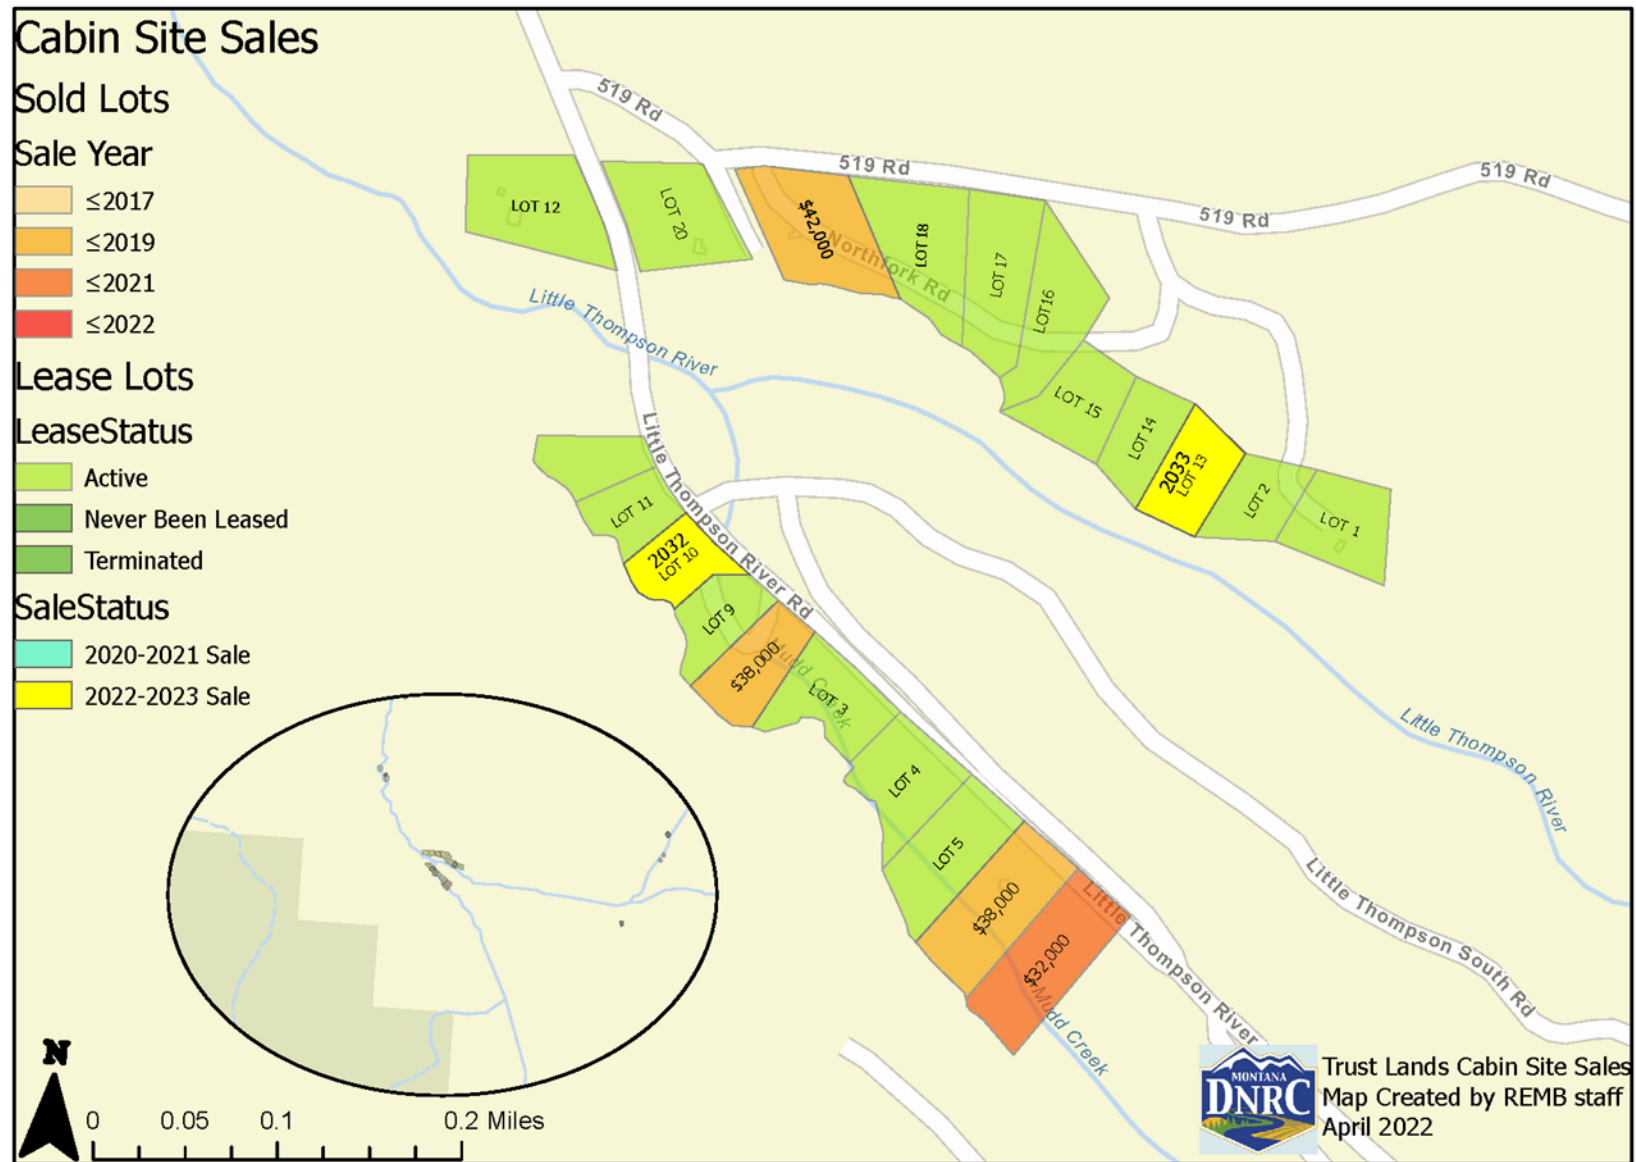 Cabin Site Sales
Sold Lots
Sale Year
≤2017
≤2019
≤2021
≤2022
Lease Lots
LeaseStatus
Active
Never Been Leased
Terminated
SaleStatus
2020-2021 Sale
2022-2023 Sale
519 Rd
519 Rd
519 Rd
519 Rd
LOT 12
LOT 20
$42,000
Northfork Rd
LOT 18
LOT 17
LOT16
LOT 15
LOT 14
2033
LOT 13
LOT 2
LOT 1
Little Thompson River
Little Thompson River Rd
LOT 11
2032
LOT 10
LOT 9
$38,000
Mudd Creek
LOT 3
LOT 4
LOT 5
$38,000
$32,000
Mudd Creek
Little Thompson River
Little Thompson River
Little Thompson South Rd
N
0 0.05 0.1 0.2 Miles
MONTANA
DNRC
Trust Lands Cabin Site Sales
Map Created by REMB staff
April 2022